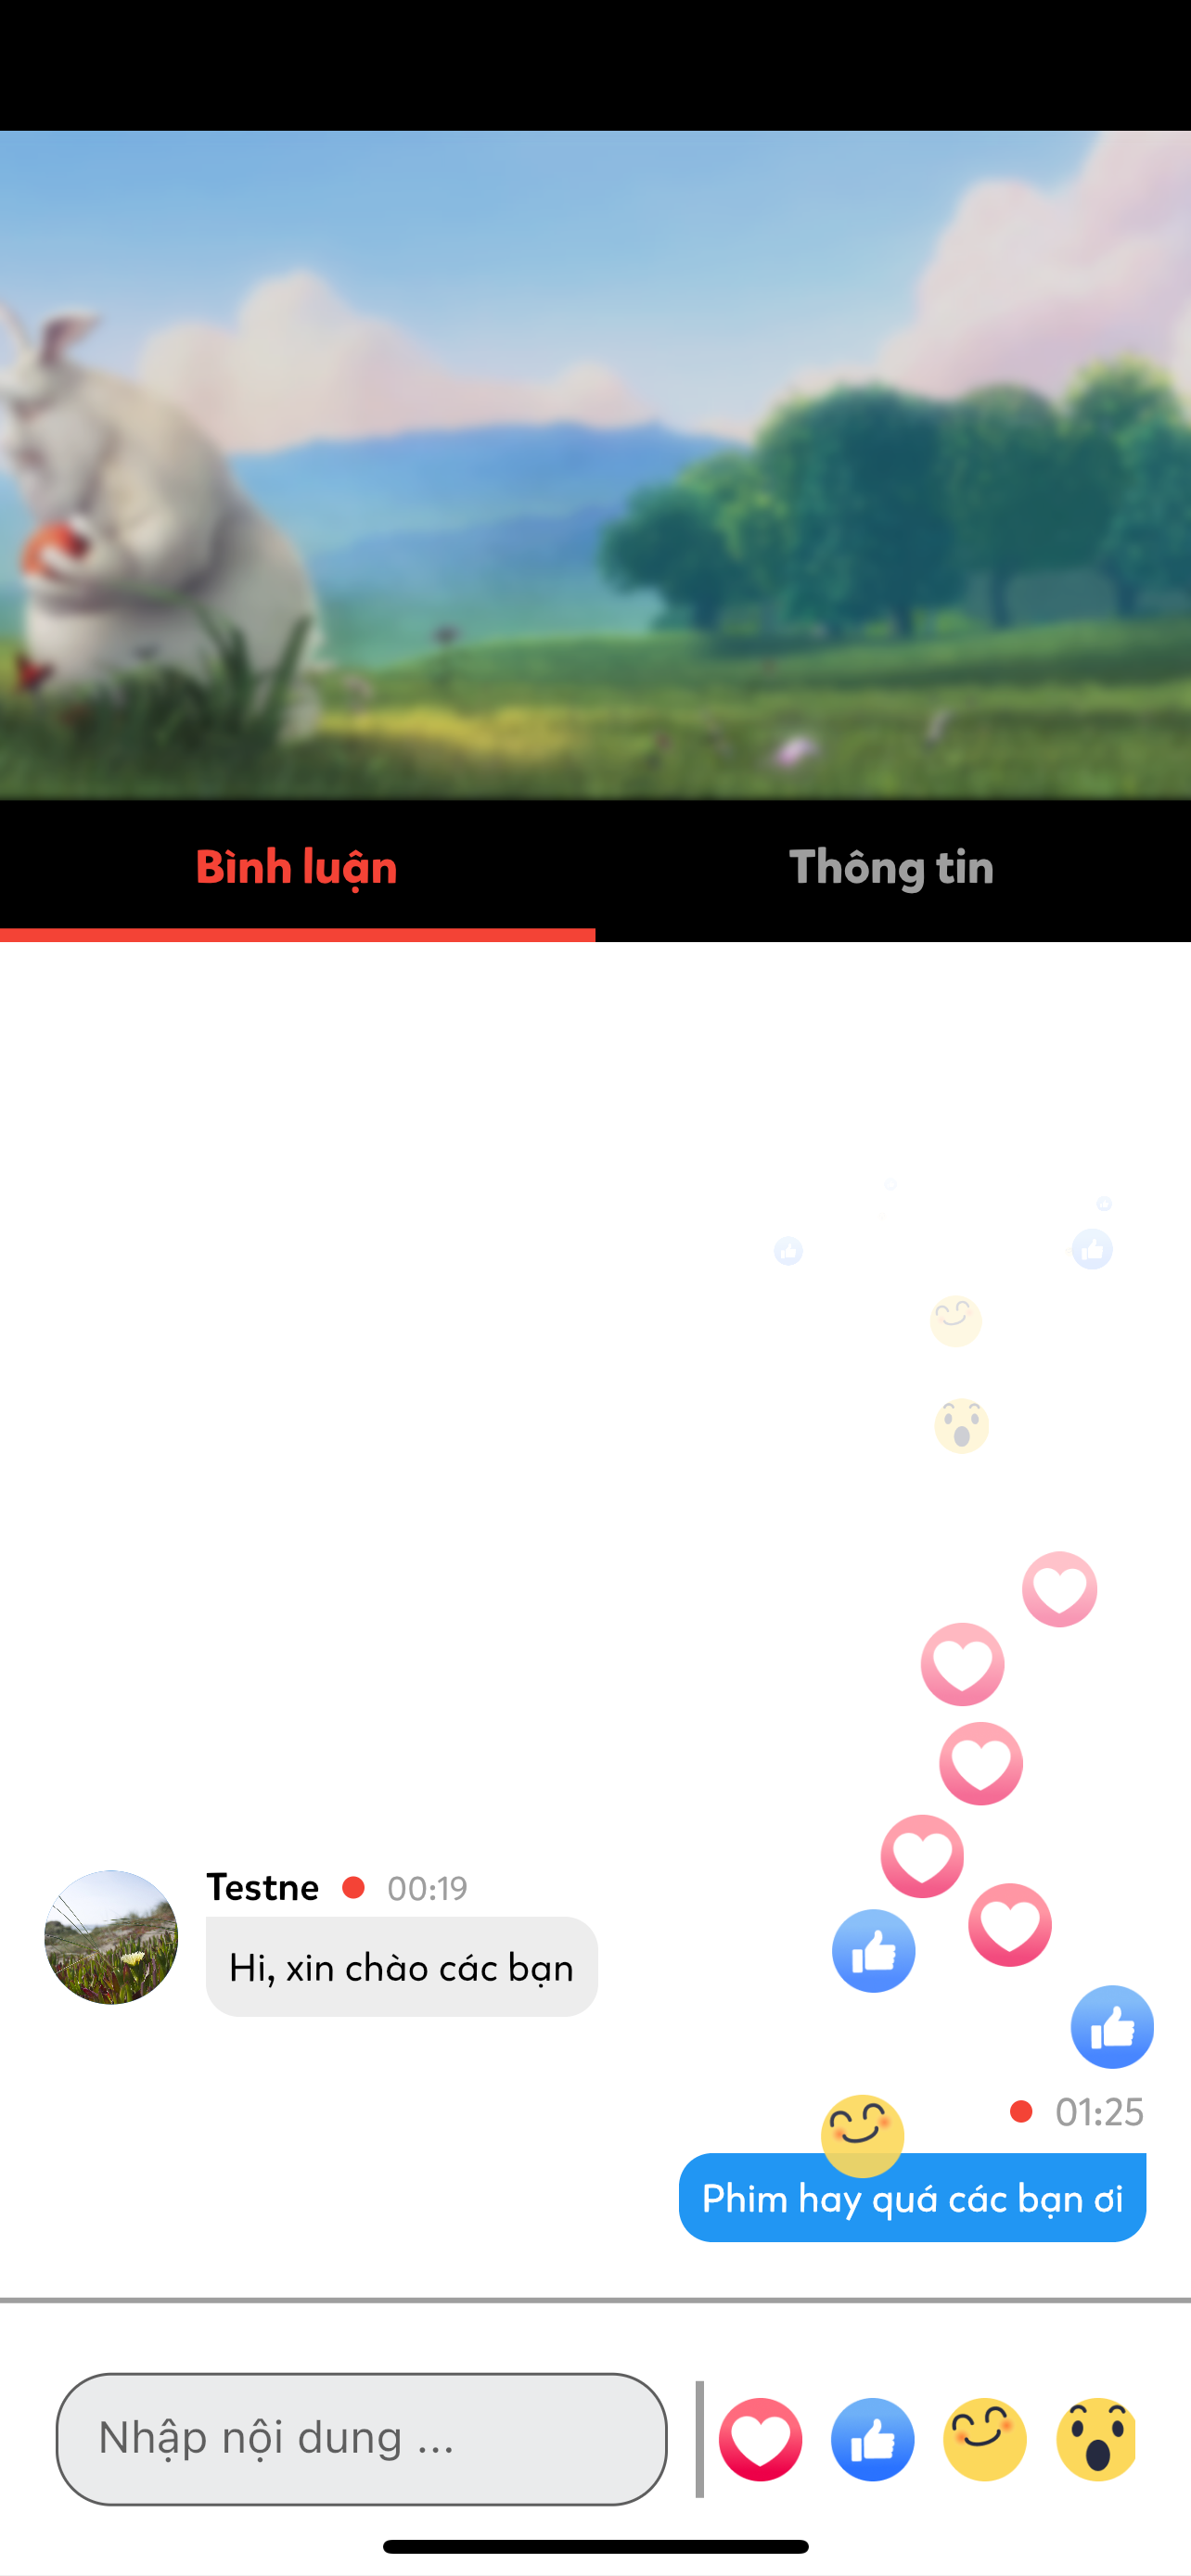 Bình luận
Thông tin
Testne 00:19
Hi, xin chào các bạn
01:25
Phim hay quá các bạn ơi
Nhập nội dung ...